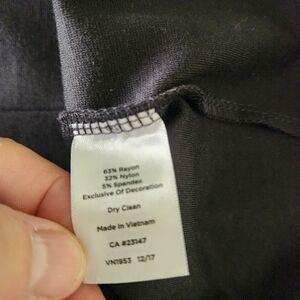 63% Rayon
32% Nylon
5% Spandex
Exclusive Of Decoration
Dry Clean
Made in Vietnam
CA #23147
VN1953 12/17